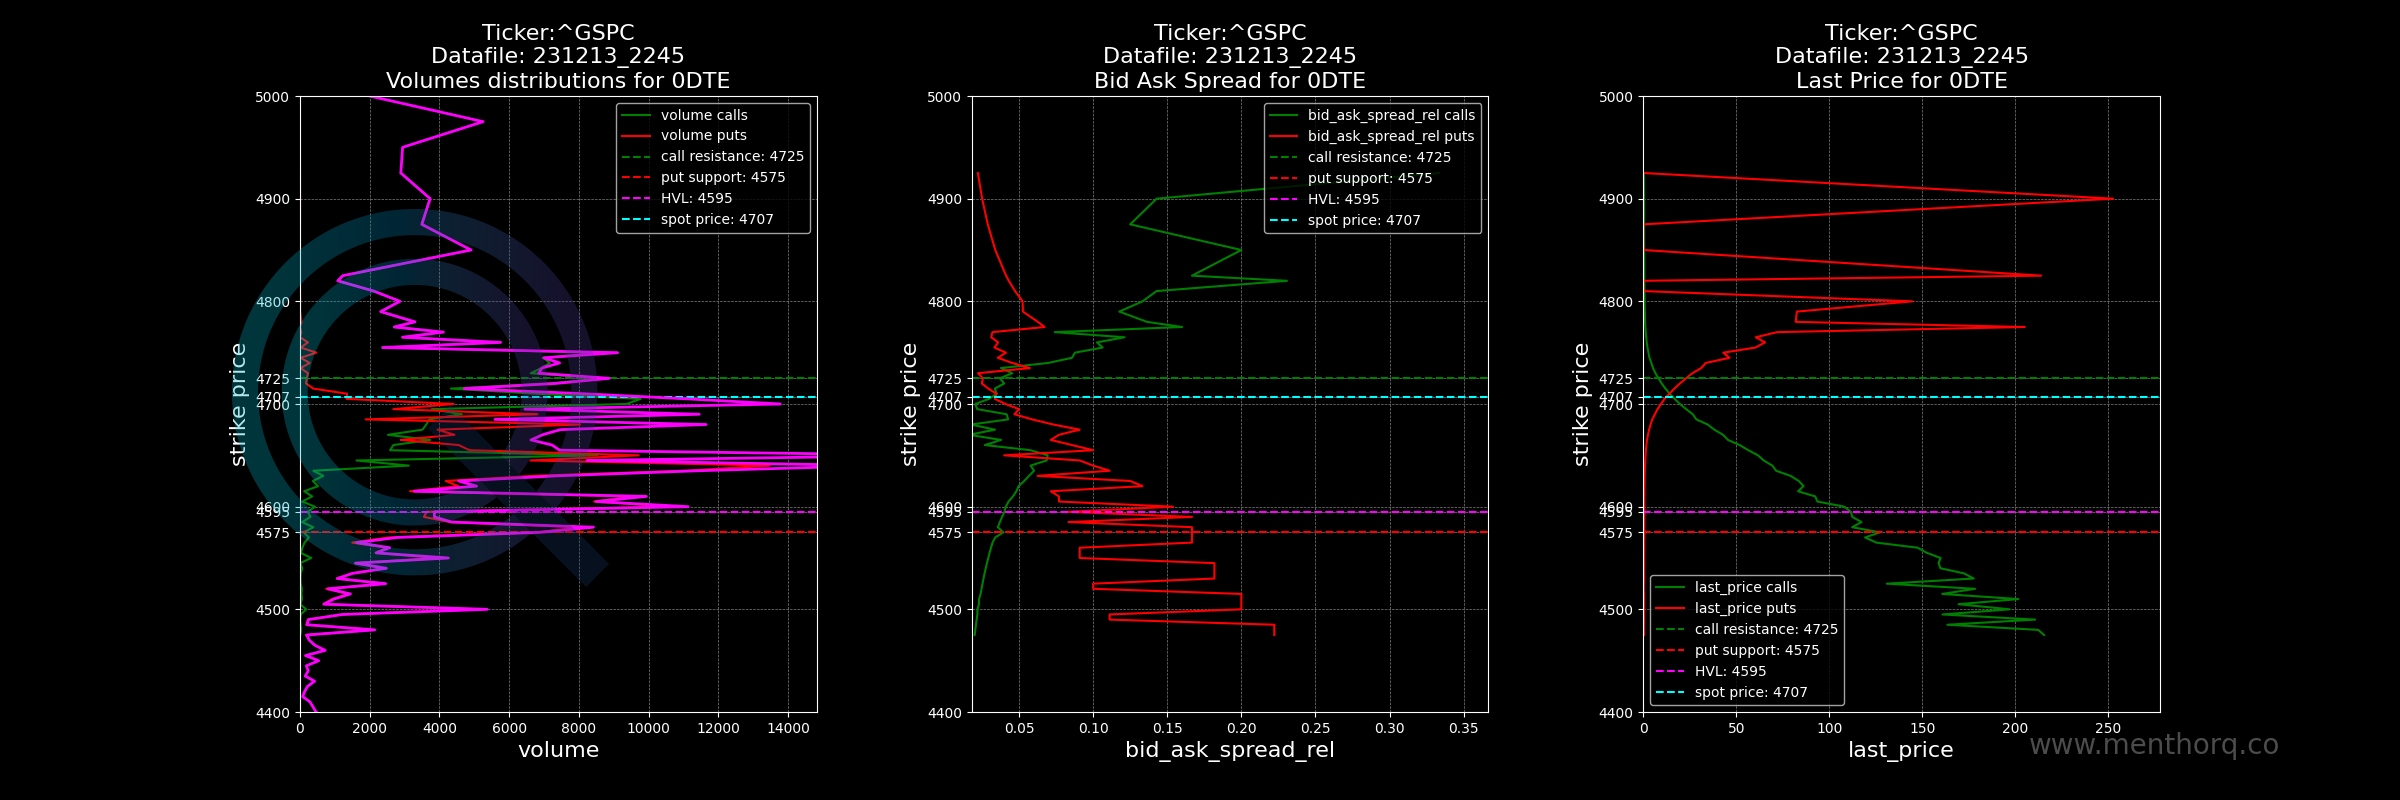 Ticker:^GSPC
Datafile: 231213_2245
Volumes distributions for 0DTE
5000
4900
4800
4725
4707
4700
4600
4595
4575
4500
4400
strike price
volume calls
volume puts
call resistance: 4725
put support: 4575
HVL: 4595
spot price: 4707
0 2000 4000 6000 8000 10000 12000 14000
volume
Ticker:^GSPC
Datafile: 231213_2245
Bid Ask Spread for 0DTE
5000
4900
4800
4725
4707
4700
4600
4595
4575
4500
4400
strike price
bid_ask_spread_rel calls
bid_ask_spread_rel puts
call resistance: 4725
put support: 4575
HVL: 4595
spot price: 4707
0.05 0.10 0.15 0.20 0.25 0.30 0.35
bid_ask_spread_rel
Ticker:^GSPC
Datafile: 231213_2245
Last Price for 0DTE
5000
4900
4800
4725
4707
4700
4600
4595
4575
4500
4400
strike price
last_price calls
last_price puts
call resistance: 4725
put support: 4575
HVL: 4595
spot price: 4707
0 50 100 150 200 250
last_price
www.menthorq.co